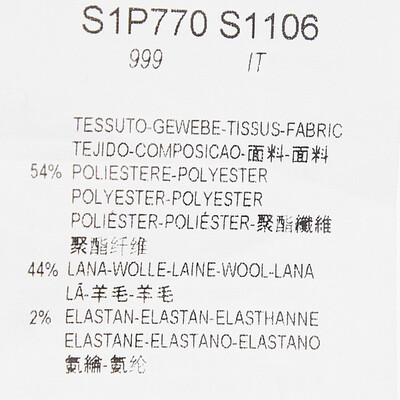 S1P770 S1106
999 IT
TESSUTO-GEWEBE-TISSUS-FABRIC
TEJIDO-COMPOSICAO-面料-面料
54% POLIESTERE-POLYESTER
POLYESTER-POLYESTER
POLIÉSTER-POLIÉSTER-聚酯纖維
聚酯纤维
44% LANA-WOLLE-LAINE-WOOL-LANA
LÃ-羊毛-羊毛
2% ELASTAN-ELASTAN-ELASTHANNE
ELASTANE-ELASTANO-ELASTANO
氨綸-氨纶